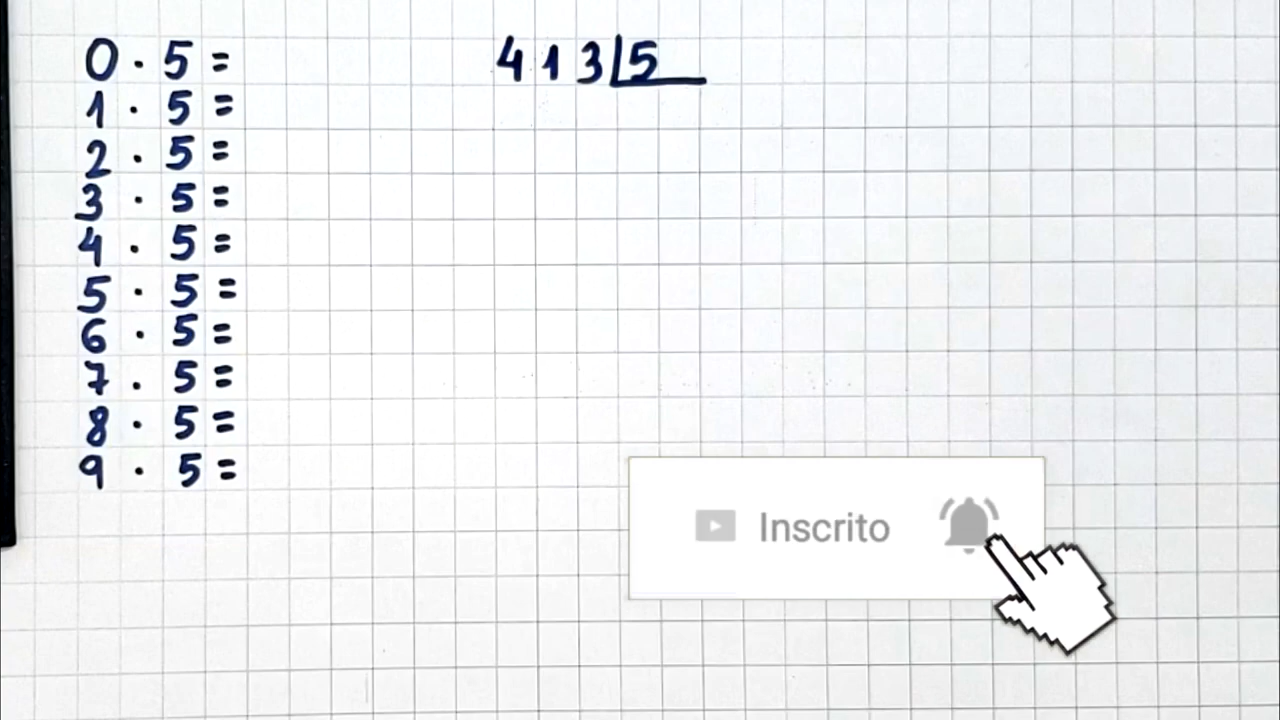 0 · 5 =
1 · 5 =
2 · 5 =
3 · 5 =
4 · 5 =
5 · 5 =
6 · 5 =
7 · 5 =
8 · 5 =
9 · 5 =
413|5
Inscrito